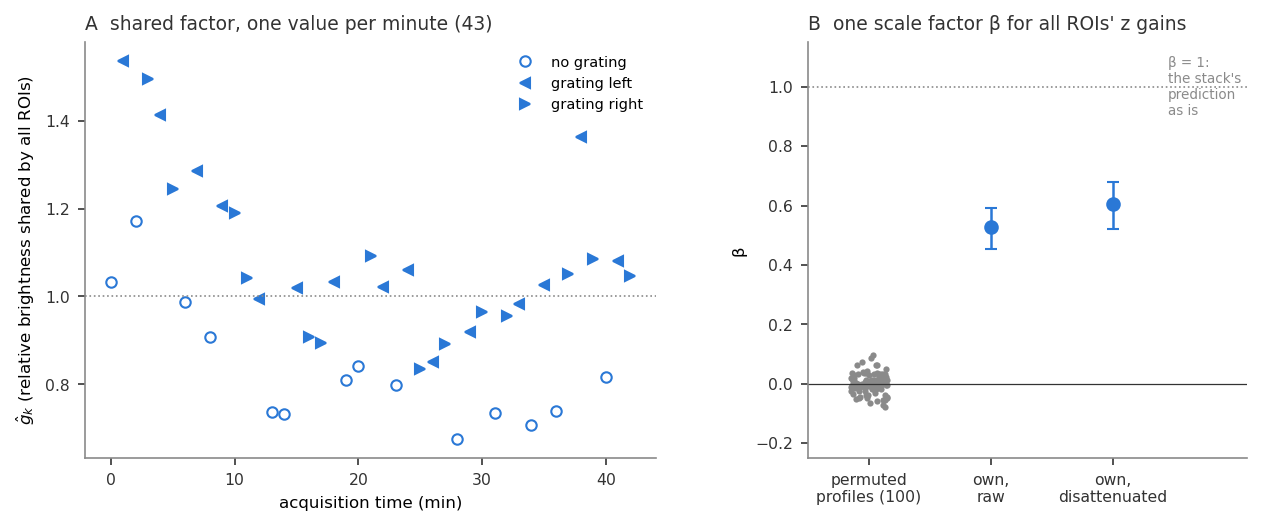 A  shared factor, one value per minute (43)
no grating
grating left
grating right
1.4
1.2
1.0
0.8
ĝₖ (relative brightness shared by all ROIs)
0
10
20
30
40
acquisition time (min)
B  one scale factor β for all ROIs' z gains
β = 1:
the stack's
prediction
as is
1.0
0.8
0.6
0.4
0.2
0.0
−0.2
β
permuted
profiles (100)
own,
raw
own,
disattenuated